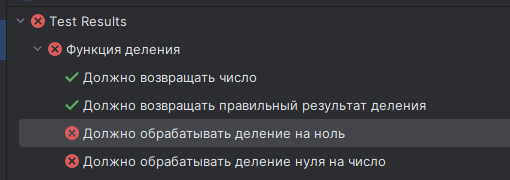 Test Results
Функция деления
Должно возвращать число
Должно возвращать правильный результат деления
Должно обрабатывать деление на ноль
Должно обрабатывать деление нуля на число